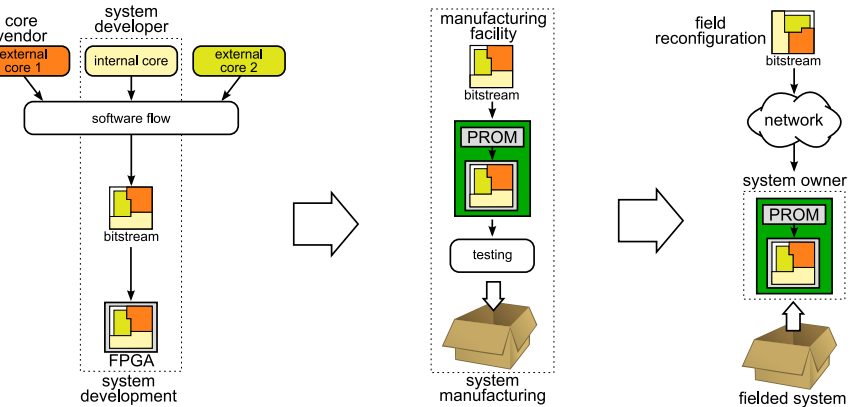 core
vendor
system
developer
external
core 1
internal core
external
core 2
software flow
bitstream
FPGA
system
development
manufacturing
facility
bitstream
PROM
testing
system
manufacturing
field
reconfiguration
bitstream
network
system owner
PROM
fielded system